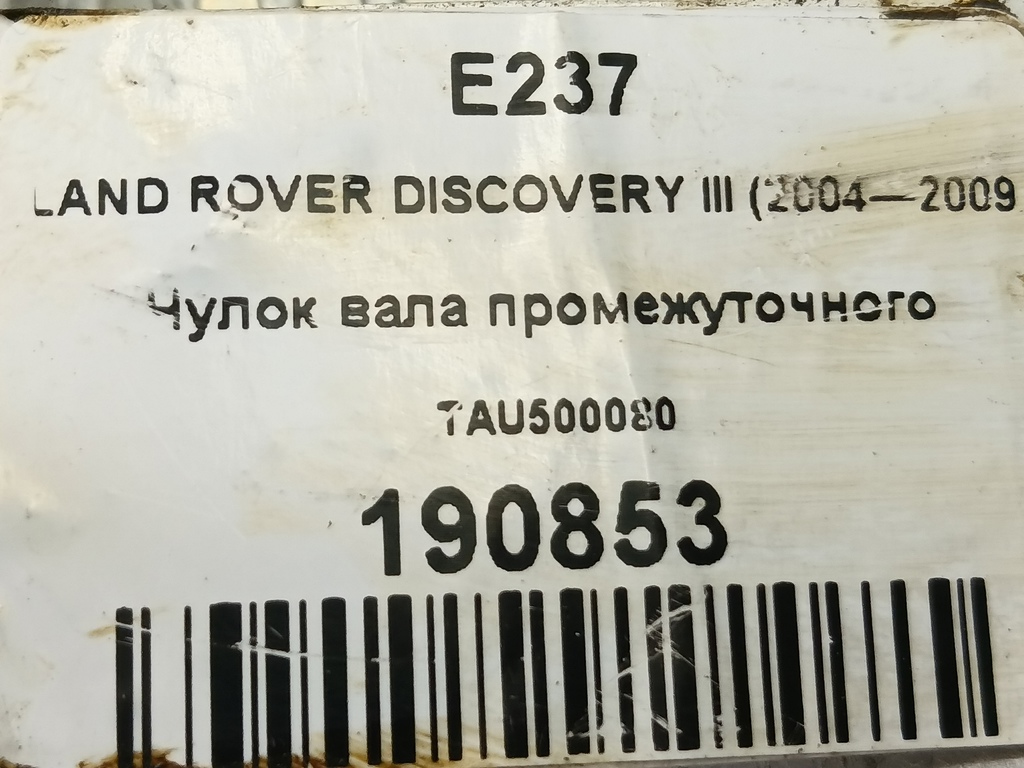 E237
LAND ROVER DISCOVERY III (2004—2009
Чулок вала промежуточного
TAU500080
190853